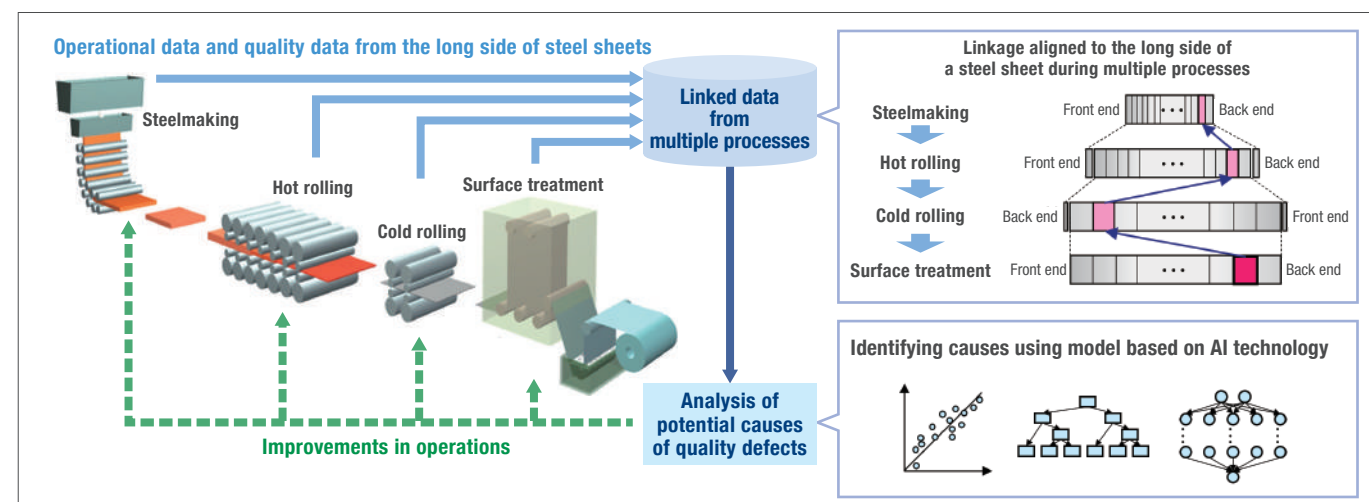 Operational data and quality data from the long side of steel sheets
Steelmaking
Hot rolling
Cold rolling
Surface treatment
Linked data
from
multiple processes
Analysis of
potential causes
of quality defects
Improvements in operations
Linkage aligned to the long side of
a steel sheet during multiple processes
Steelmaking
Front end
Back end
Hot rolling
Front end
Back end
Cold rolling
Back end
Front end
Surface treatment
Front end
Back end
Identifying causes using model based on AI technology